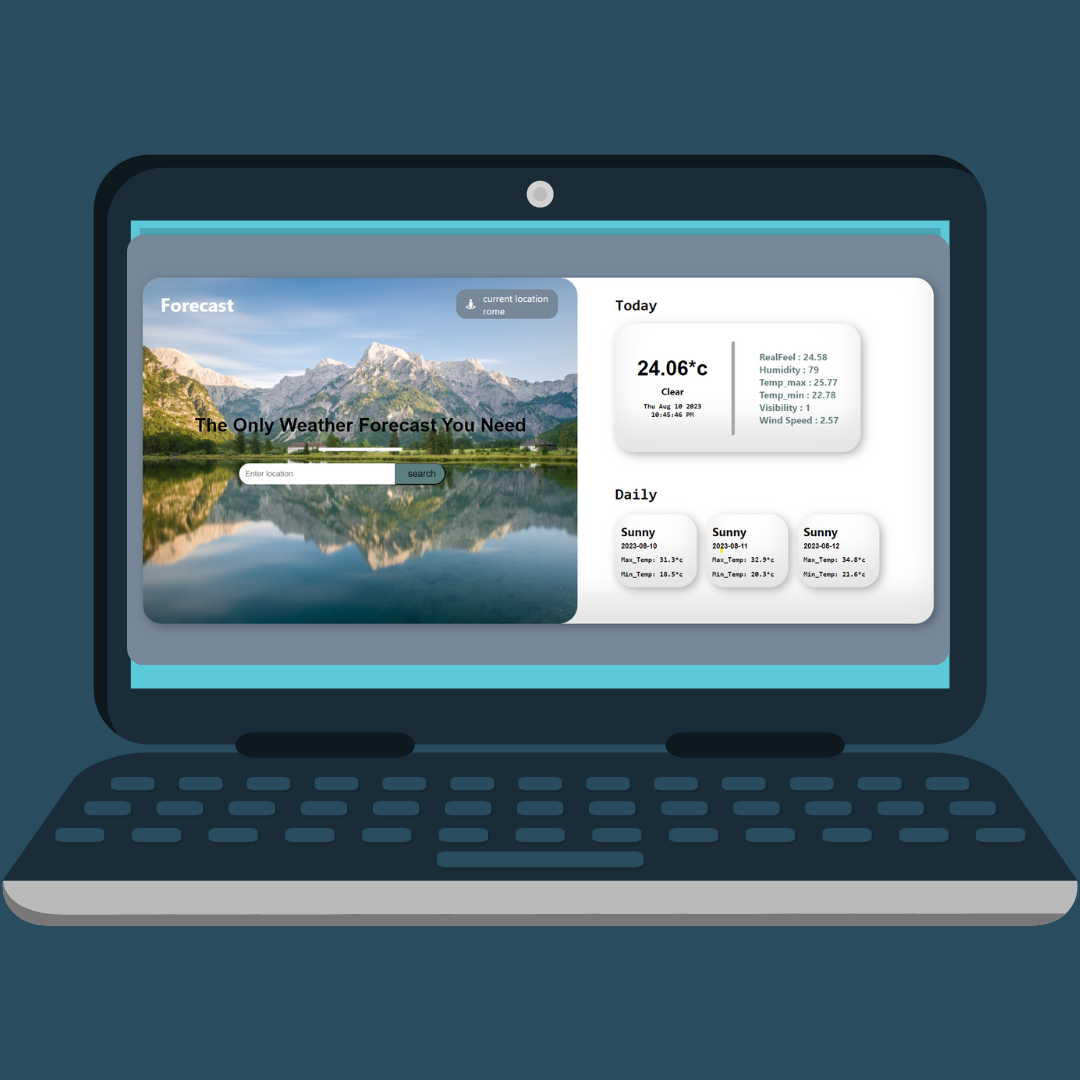 Forecast
current location
rome
The Only Weather Forecast You Need
Enter location
search
Today
24.06*c
Clear
Thu Aug 10 2023
10:45:46 PM
RealFeel : 24.58
Humidity : 79
Temp_max : 25.77
Temp_min : 22.78
Visibility : 1
Wind Speed : 2.57
Daily
Sunny
2023-08-10
Max_Temp: 31.3*c
Min_Temp: 18.5*c
Sunny
2023-08-11
Max_Temp: 32.9*c
Min_Temp: 20.3*c
Sunny
2023-08-12
Max_Temp: 34.8*c
Min_Temp: 21.6*c